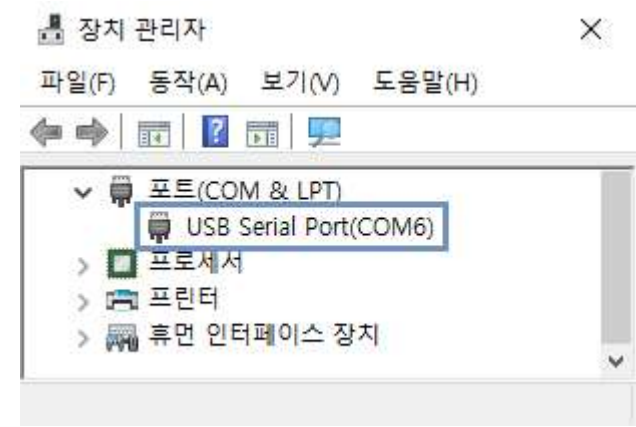 장치 관리자
파일(F) 동작(A) 보기(V) 도움말(H)
포트(COM & LPT)
USB Serial Port(COM6)
프로세서
프린터
휴먼 인터페이스 장치